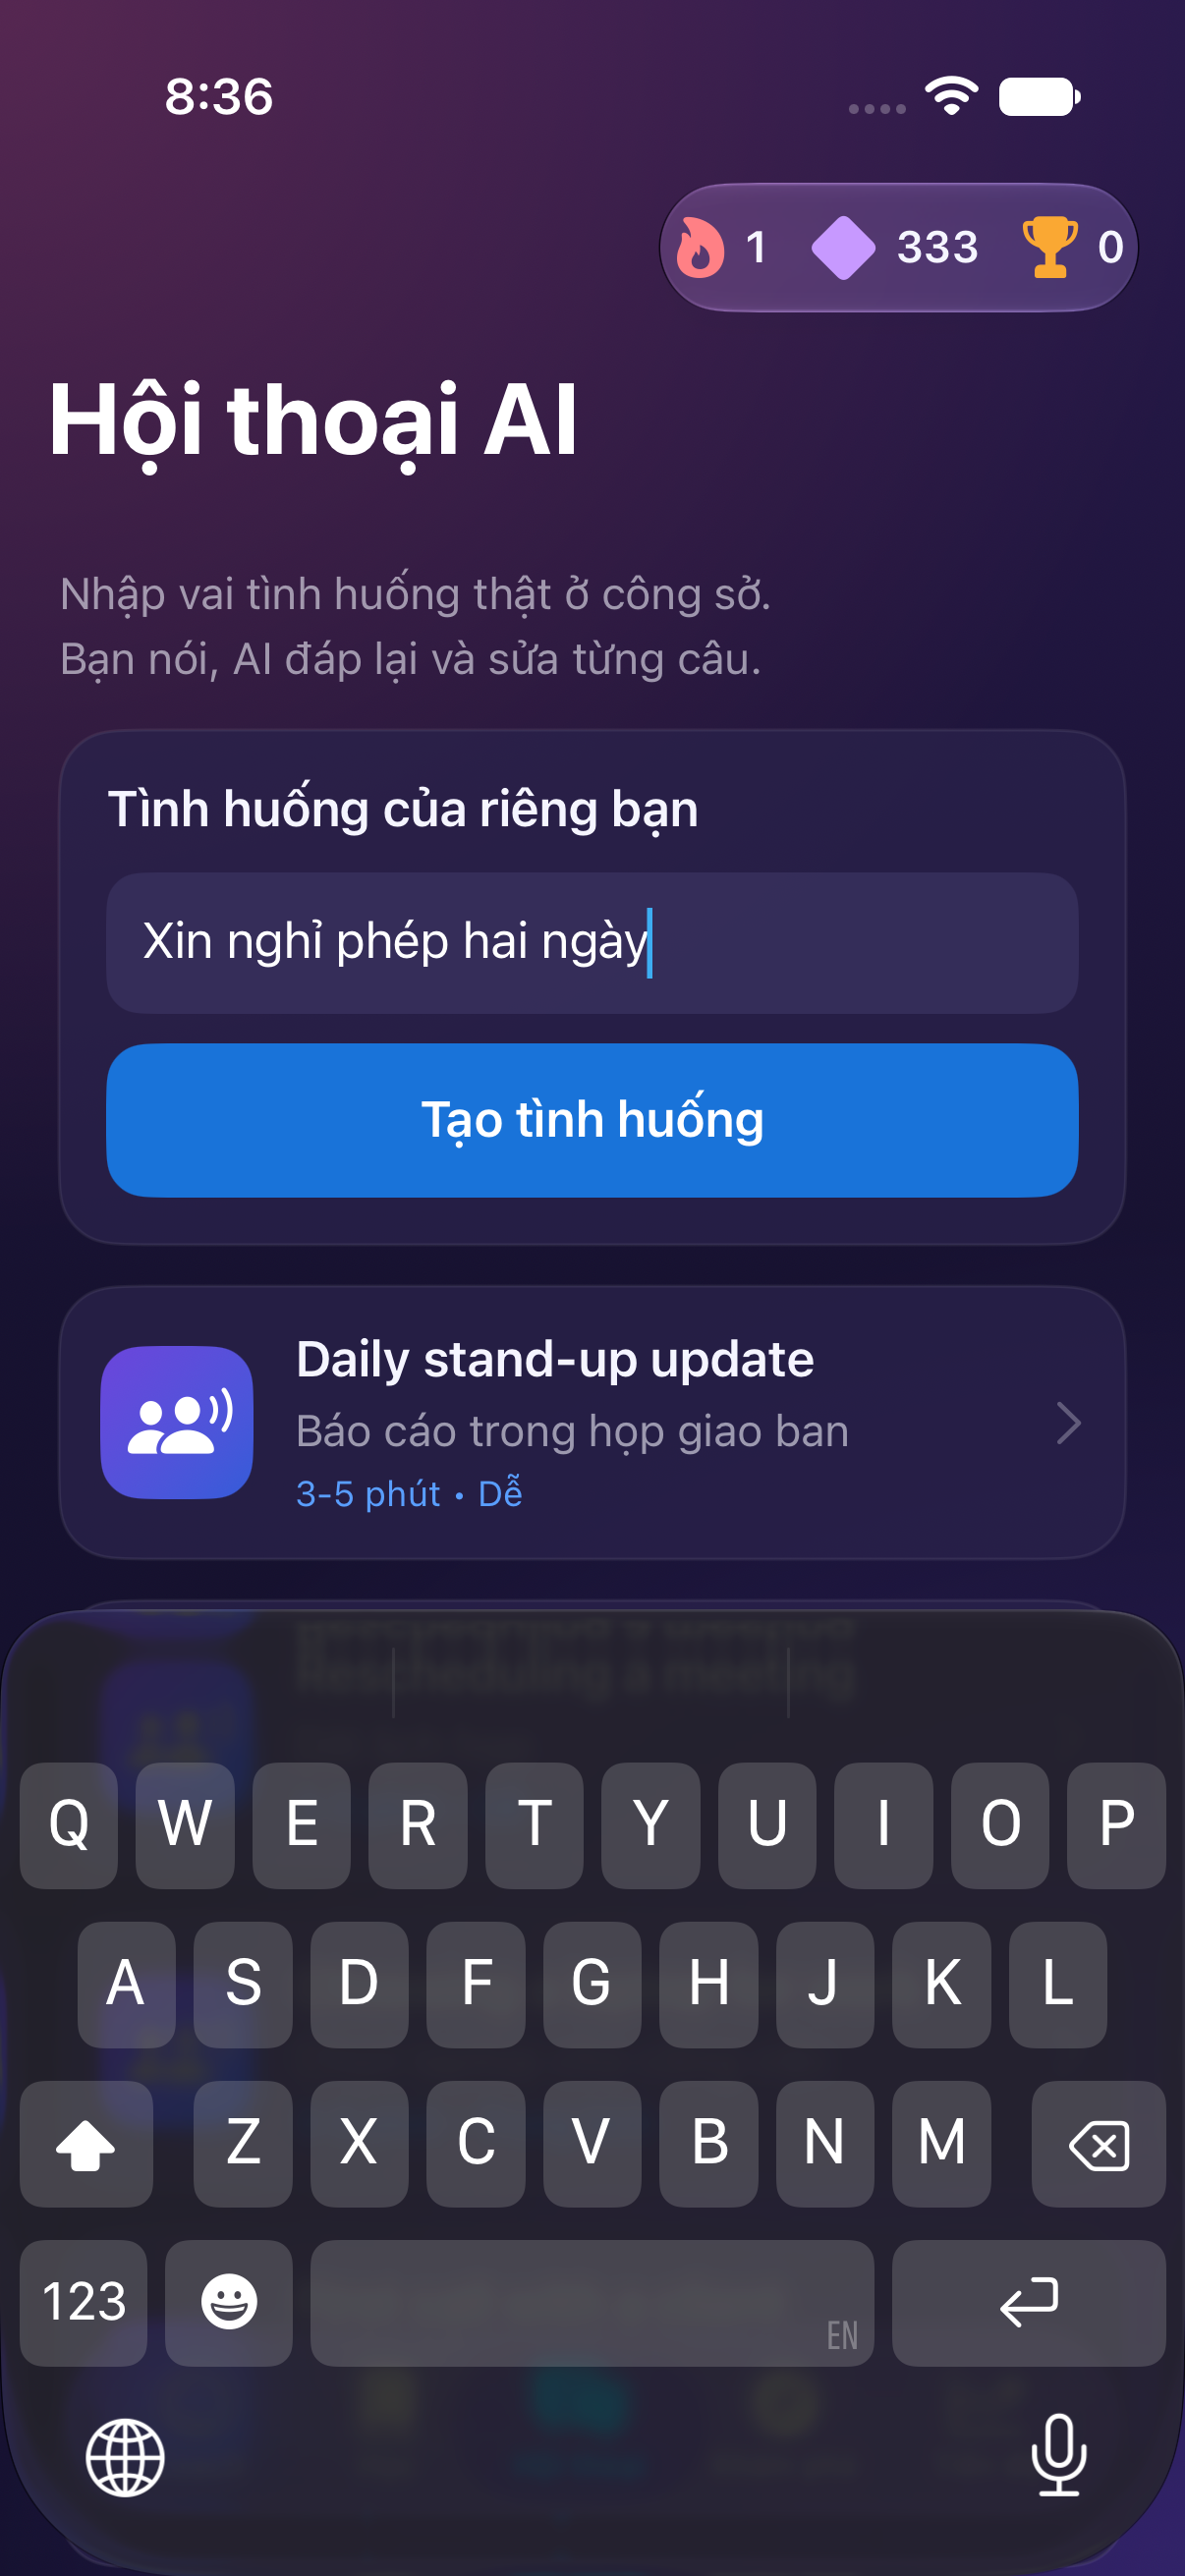 8:36
1 333 0
Hội thoại AI
Nhập vai tình huống thật ở công sở.
Bạn nói, AI đáp lại và sửa từng câu.
Tình huống của riêng bạn
Xin nghỉ phép hai ngày
Tạo tình huống
Daily stand-up update
Báo cáo trong họp giao ban
3-5 phút • Dễ
Rescheduling a meeting
Q W E R T Y U I O P
A S D F G H J K L
Z X C V B N M
123
EN